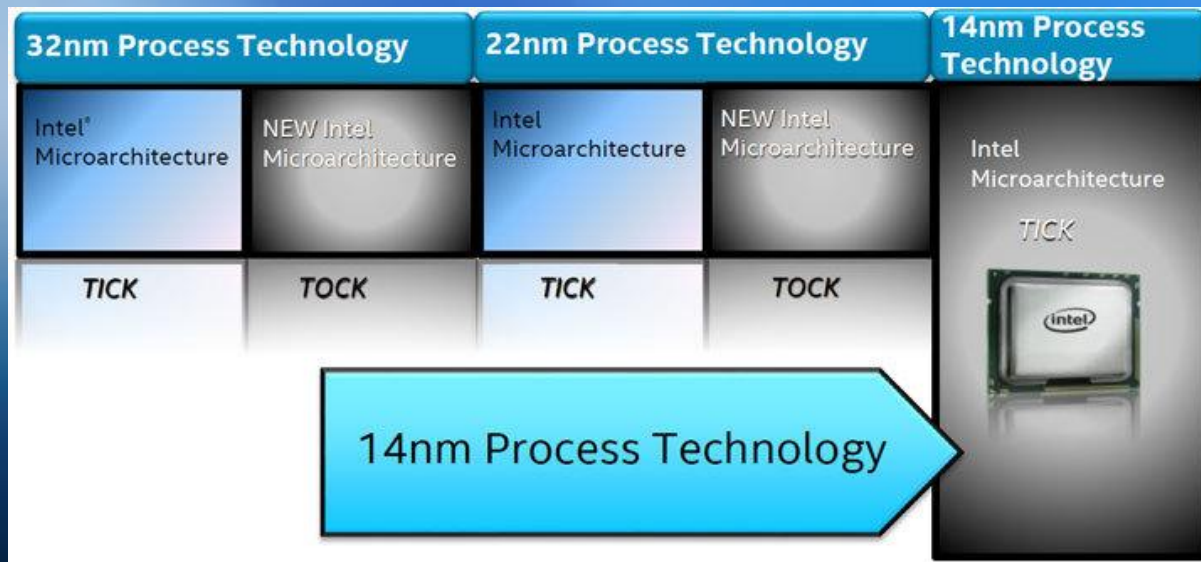 32nm Process Technology
22nm Process Technology
14nm Process
Technology
Intel®
Microarchitecture
NEW Intel
Microarchitecture
Intel
Microarchitecture
NEW Intel
Microarchitecture
Intel
Microarchitecture
TICK
intel
TICK
TOCK
TICK
TOCK
14nm Process Technology